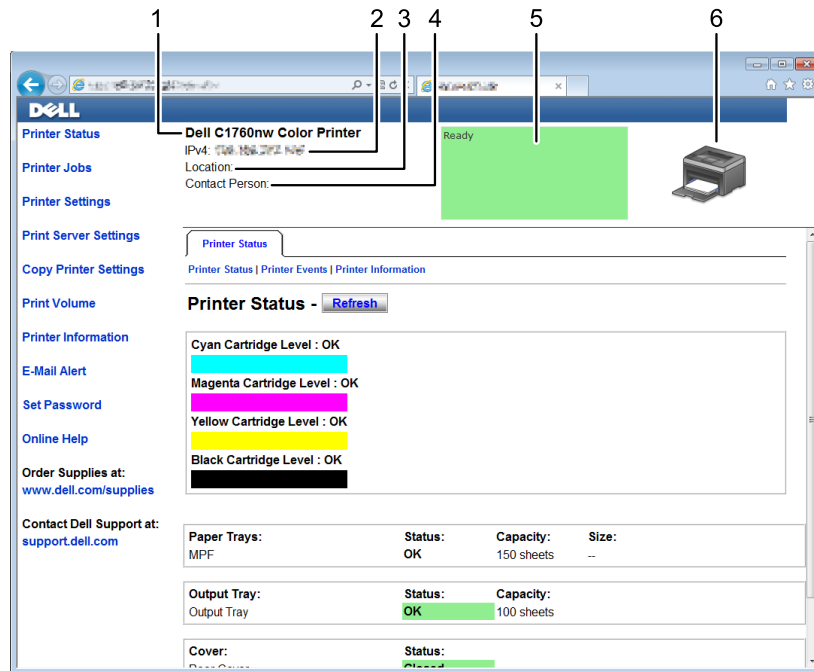 1 2 3 4 5 6
DELL
Printer Status
Printer Jobs
Printer Settings
Print Server Settings
Copy Printer Settings
Print Volume
Printer Information
E-Mail Alert
Set Password
Online Help
Order Supplies at:
www.dell.com/supplies
Contact Dell Support at:
support.dell.com
Dell C1760nw Color Printer
IPv4:
Location:
Contact Person:
Ready
Printer Status
Printer Status | Printer Events | Printer Information
Printer Status - Refresh
Cyan Cartridge Level : OK
Magenta Cartridge Level : OK
Yellow Cartridge Level : OK
Black Cartridge Level : OK
Paper Trays: Status: Capacity: Size:
MPF OK 150 sheets --
Output Tray: Status: Capacity:
Output Tray OK 100 sheets
Cover: Status:
Rear Cover Closed